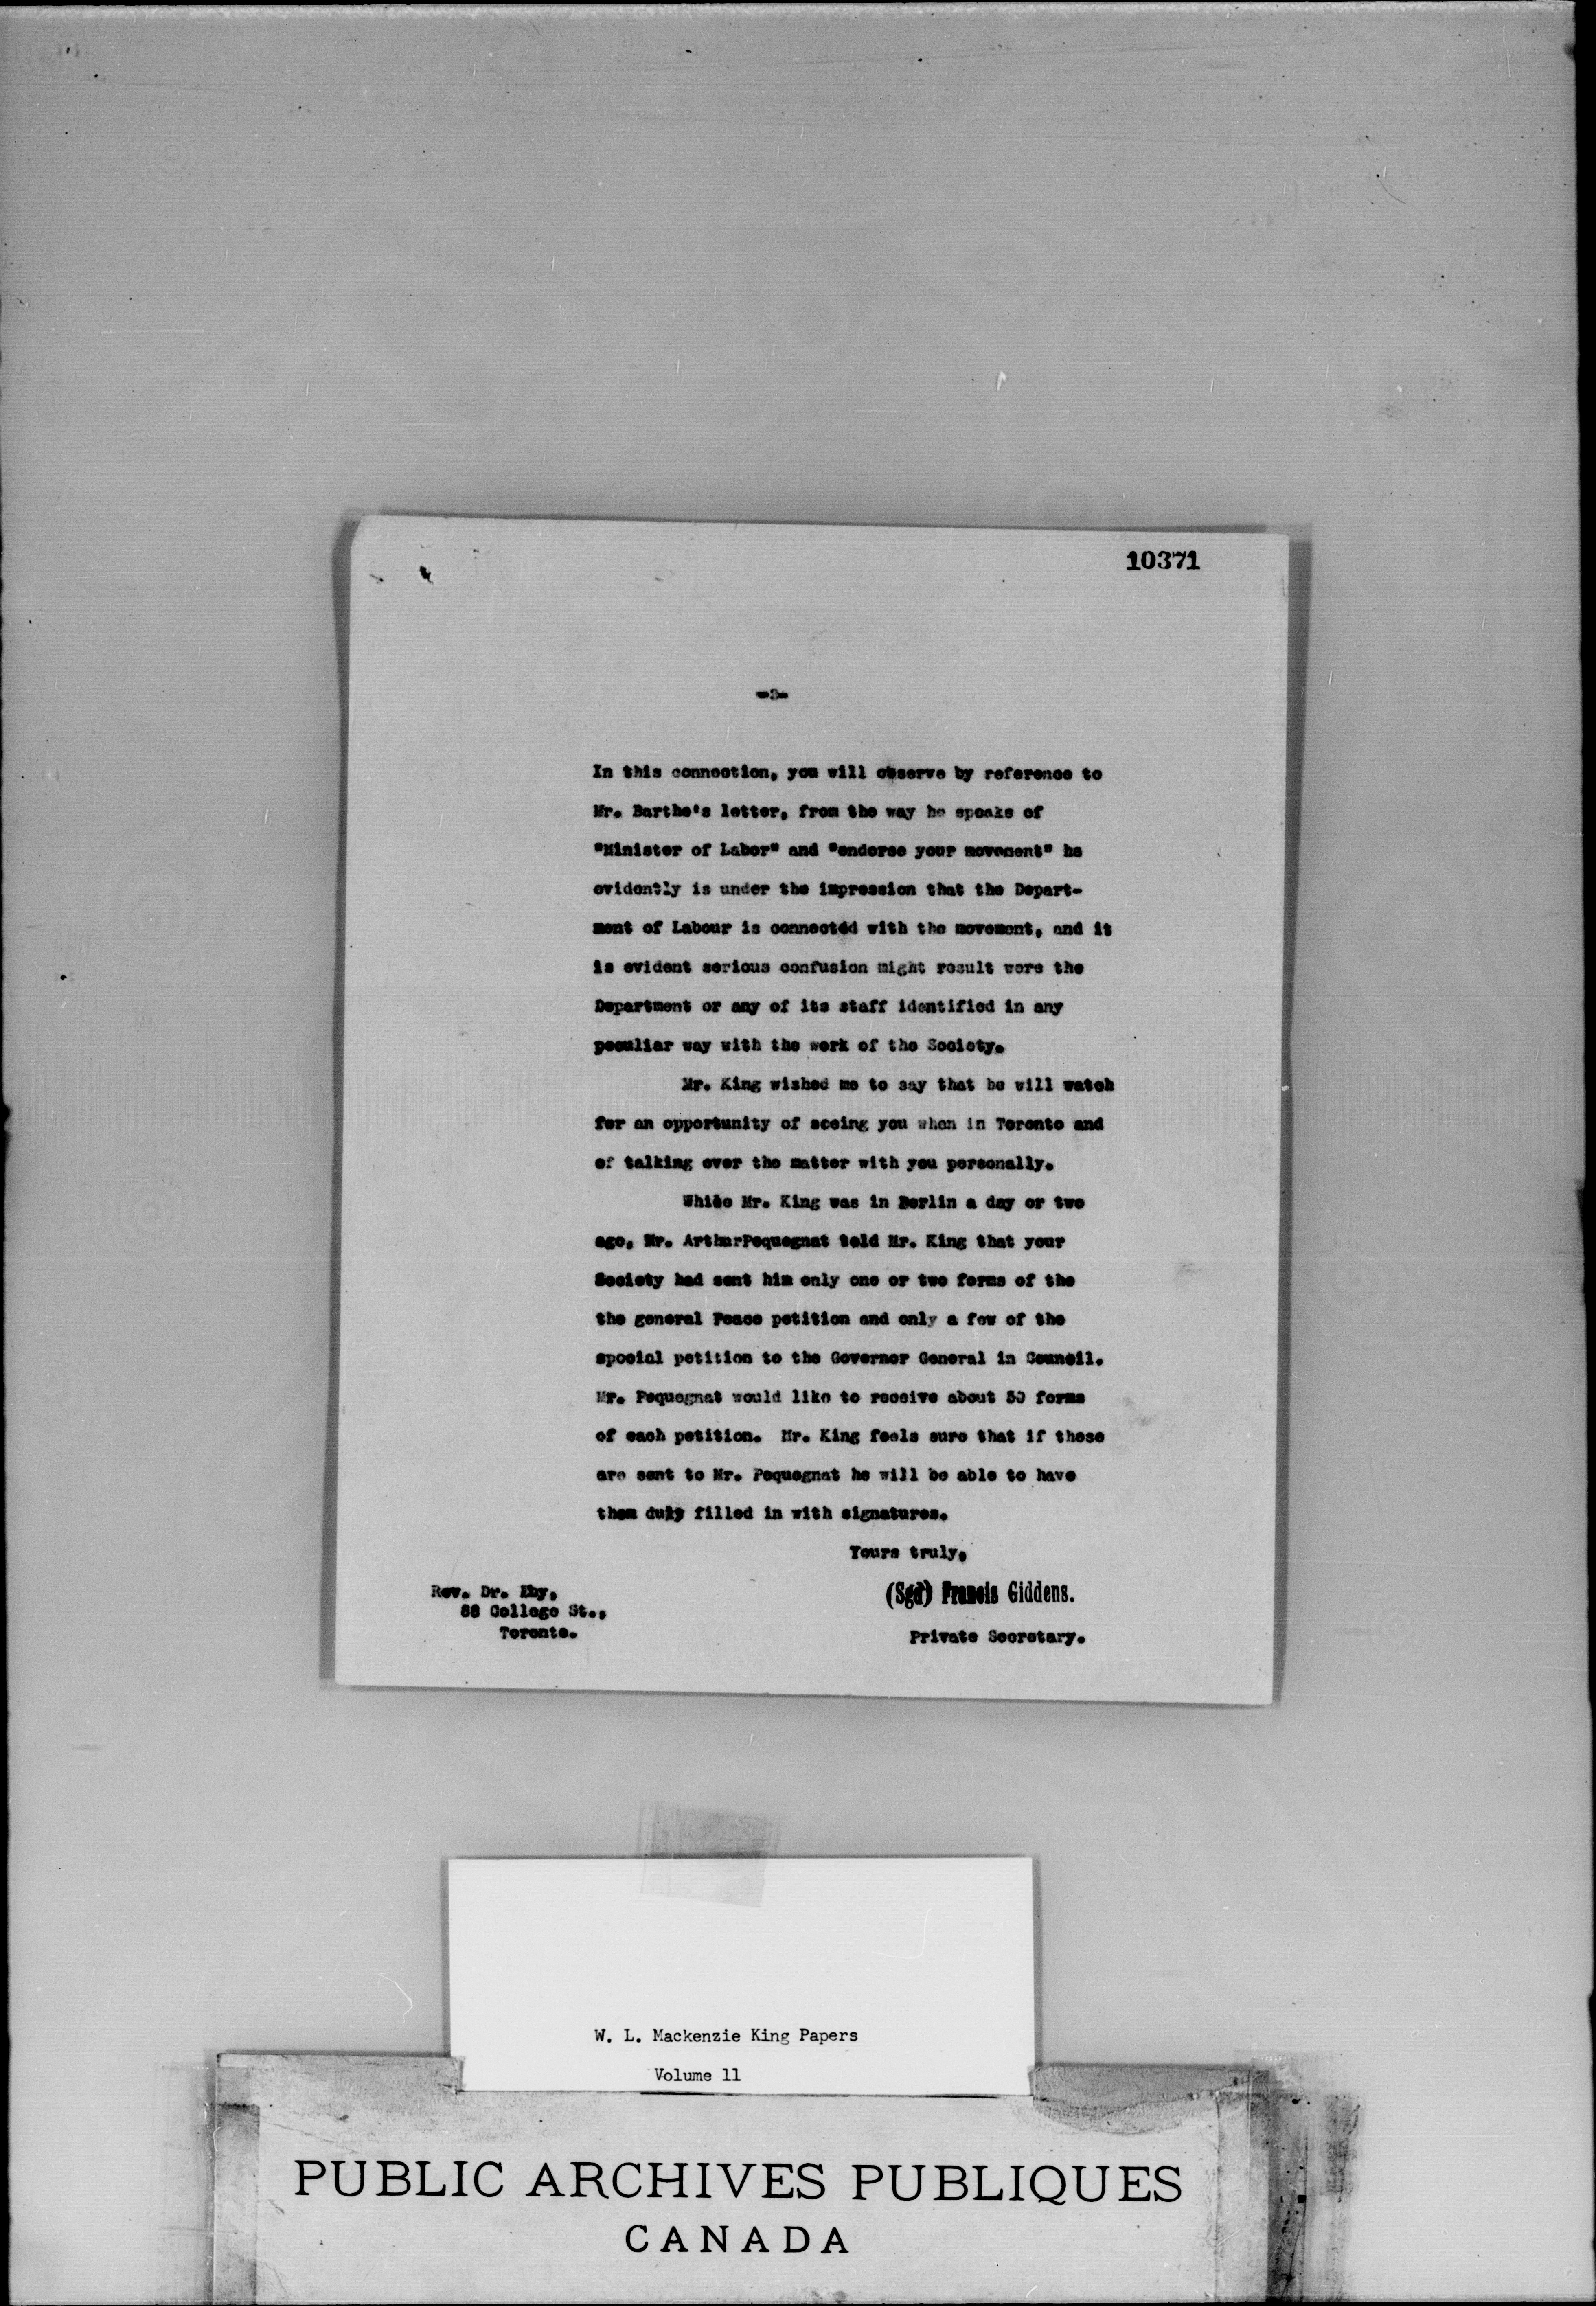 10371
-3-
In this connection, you will observe by reference to
Mr. Barthe's letter, from the way he speaks of
"Minister of Labor" and "endorse your movement" he
evidently is under the impression that the Depart-
ment of Labour is connected with the movement, and it
is evident serious confusion might result were the
Department or any of its staff identified in any
peculiar way with the work of the Society.
Mr. King wished me to say that he will watch
for an opportunity of seeing you when in Toronto and
of talking over the matter with you personally.
While Mr. King was in Berlin a day or two
ago, Mr. ArthurPequegnat told Mr. King that your
Society had sent him only one or two forms of the
the general Peace petition and only a few of the
special petition to the Governor General in Council.
Mr. Pequegnat would like to receive about 50 forms
of each petition. Mr. King feels sure that if these
are sent to Mr. Pequegnat he will be able to have
them duly filled in with signatures.
Yours truly,
(Sgd) Francis Giddens.
Private Secretary.
Rev. Dr. Eby,
88 College St.,
Toronto.
W. L. Mackenzie King Papers
Volume 11
PUBLIC ARCHIVES PUBLIQUES
CANADA